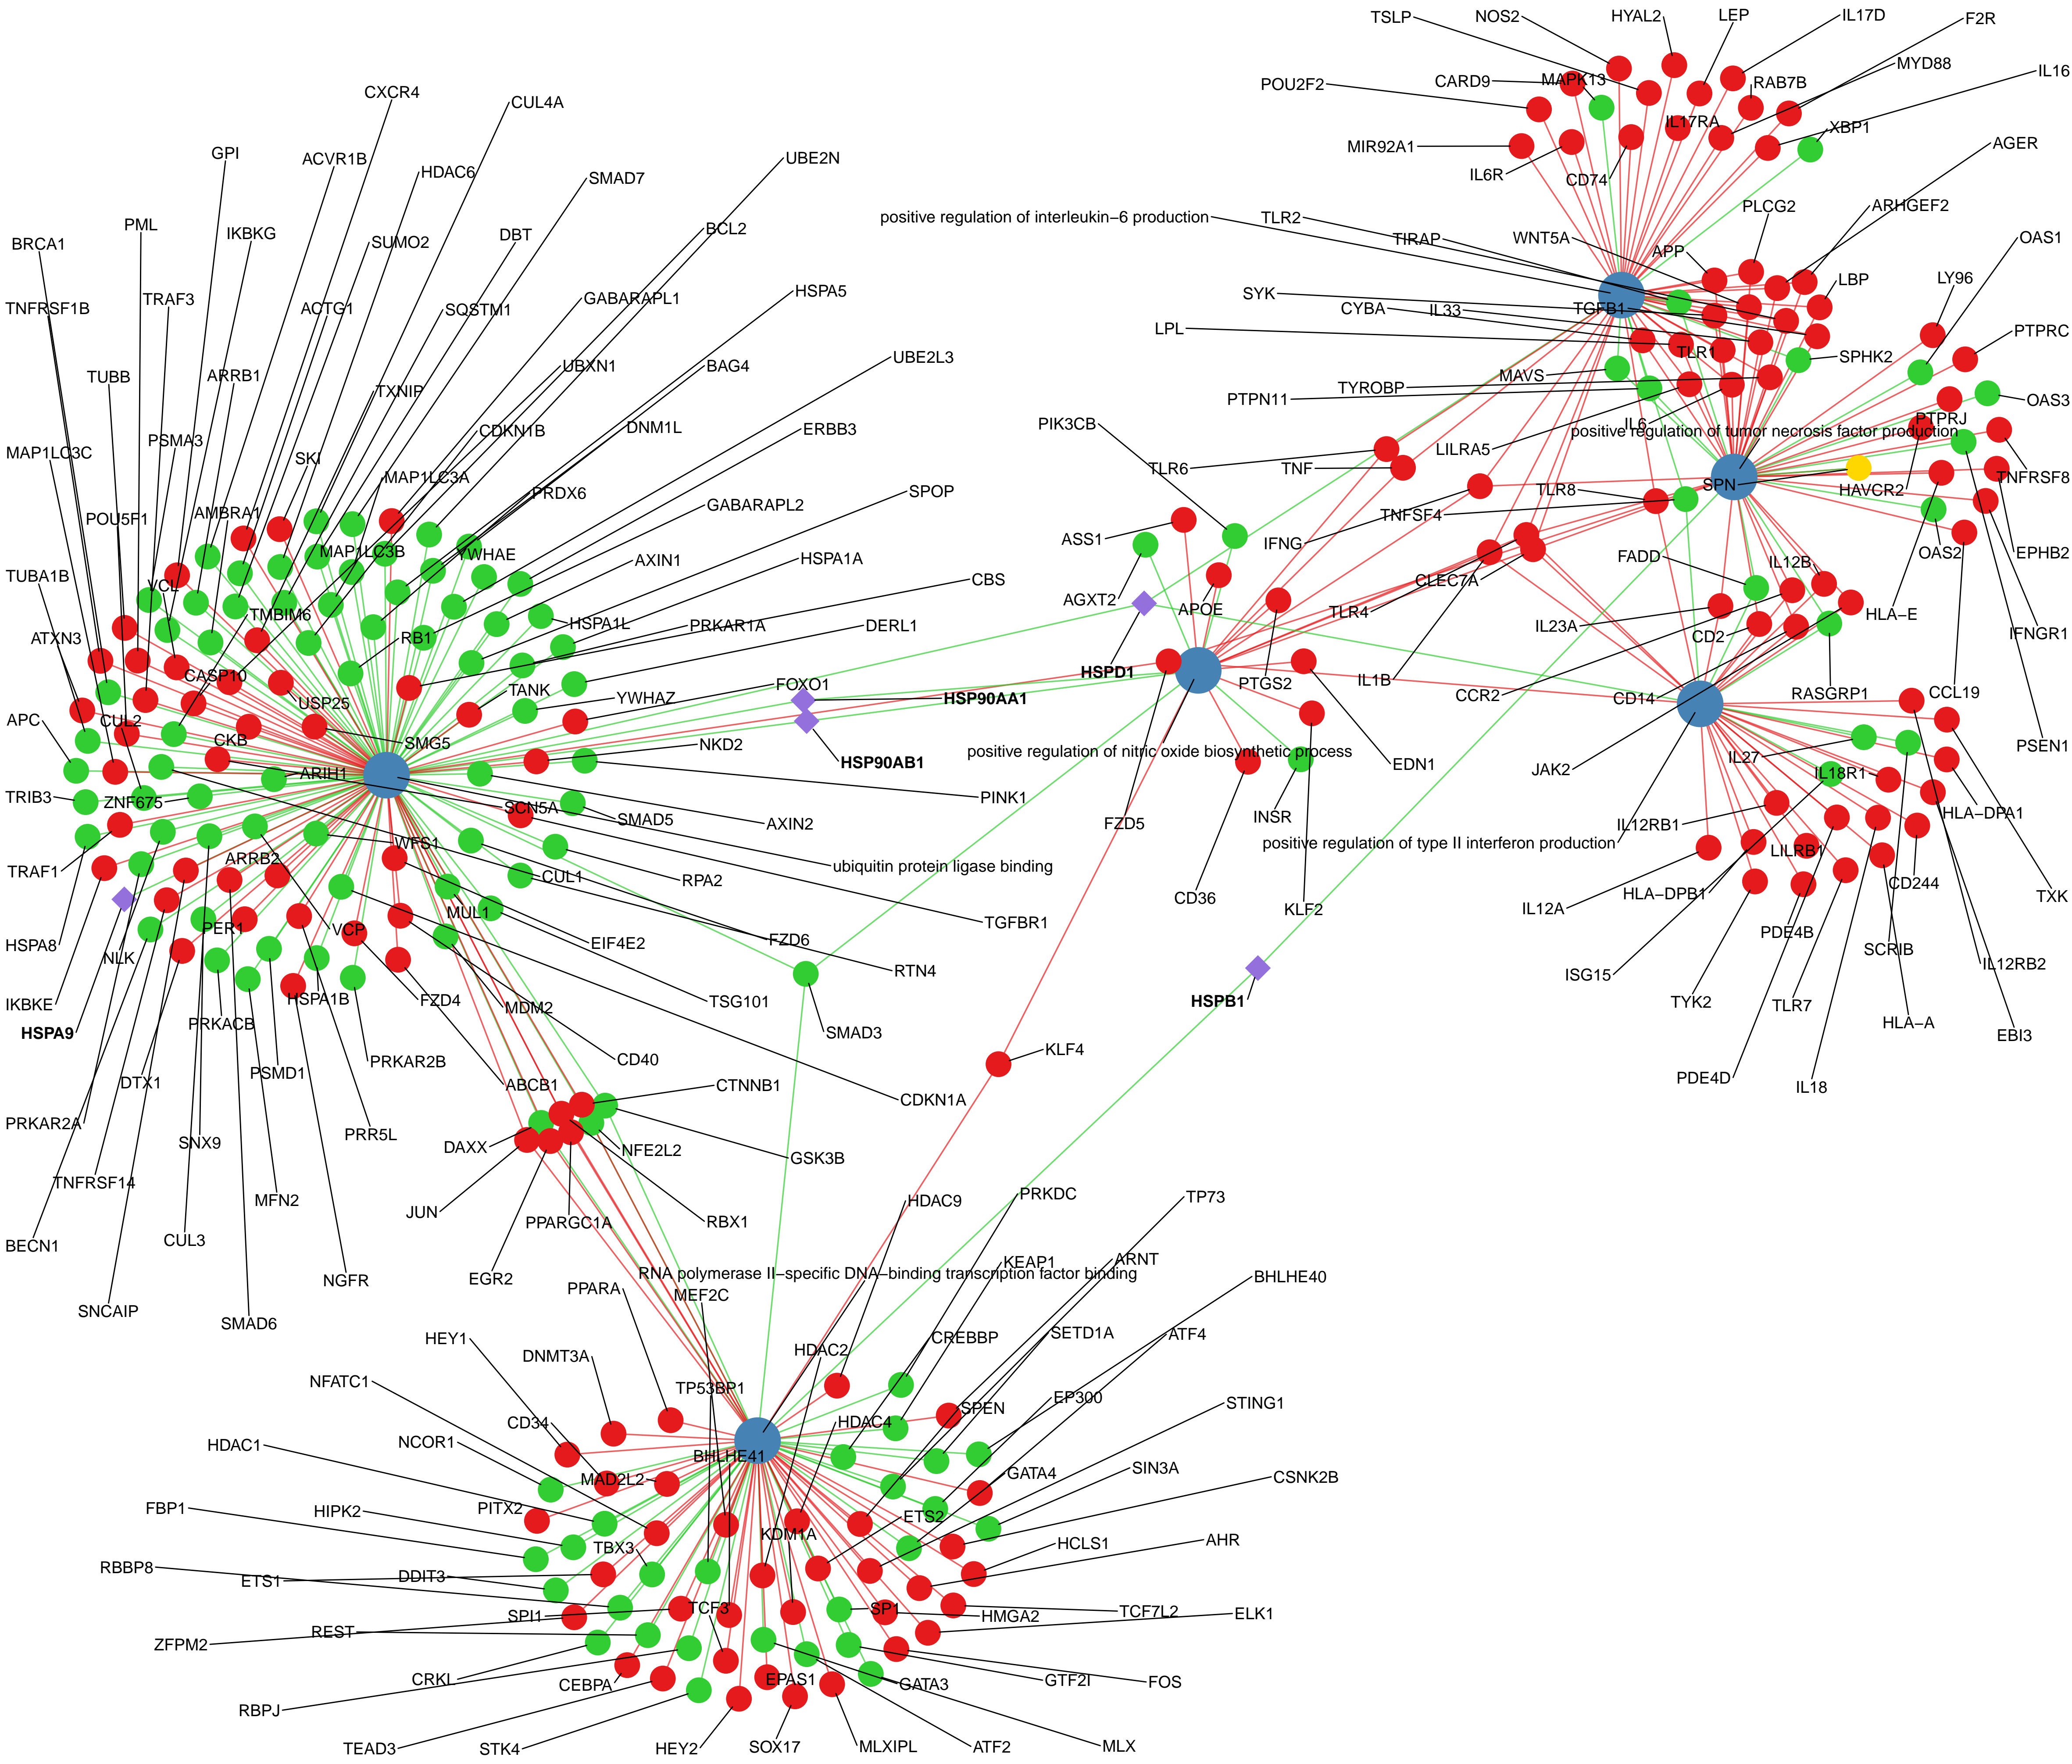 TSLP
NOS2
HYAL2
LEP
IL17D
F2R
POU2F2
CARD9
MAPK13
RAB7B
MYD88
IL16
MIR92A1
IL6R
CD74
IL17RA
XBP1
AGER
CXCR4
CUL4A
GPI
ACVR1B
HDAC6
SMAD7
UBE2N
positive regulation of interleukin−6 production
TLR2
TIRAP
WNT5A
PLCG2
ARHGEF2
OAS1
APP
BRCA1
PML
IKBKG
SUMO2
DBT
BCL2
SYK
CYBA
IL33
TGFB1
LBP
LY96
TNFRSF1B
TRAF3
ACTG1
SQSTM1
GABARAPL1
HSPA5
LPL
TLR1
SPHK2
PTPRC
TUBB
ARRB1
TXNIP
UBXN1
BAG4
UBE2L3
MAVS
TYROBP
PTPN11
OAS3
MAP1LC3C
PSMA3
SKI
CDKN1B
DNM1L
ERBB3
PIK3CB
IL6
PTPRJ
positive regulation of tumor necrosis factor production
LILRA5
POU5F1
AMBRA1
MAP1LC3A
PRDX6
GABARAPL2
SPOP
TLR6
TNF
TLR8
SPN
HAVCR2
TNFRSF8
TNFSF4
TUBA1B
VCL
MAP1LC3B
YWHAE
AXIN1
HSPA1A
CBS
ASS1
IFNG
FADD
IL12B
OAS2
EPHB2
ATXN3
TMBIM6
RB1
HSPA1L
PRKAR1A
DERL1
AGXT2
APOE
CLEC7A
TLR4
IL23A
CD2
HLA−E
IFNGR1
CASP10
USP25
TANK
YWHAZ
FOXO1
HSPD1
PTGS2
IL1B
CCR2
CD14
RASGRP1
CCL19
APC
CUL2
CKB
SMG5
HSP90AA1
NKD2
HSP90AB1
positive regulation of nitric oxide biosynthetic process
EDN1
JAK2
IL27
IL18R1
PSEN1
TRIB3
ZNF675
ARIH1
SCN5A
SMAD5
PINK1
AXIN2
FZD5
INSR
IL12RB1
HLA−DPA1
TRAF1
ARRB2
WFS1
CUL1
RPA2
ubiquitin protein ligase binding
positive regulation of type II interferon production
LILRB1
CD244
TXK
CD36
KLF2
IL12A
HLA−DPB1
HSPA8
NLK
PER1
VCP
MUL1
EIF4E2
FZD6
TGFBR1
RTN4
PDE4B
SCRIB
IL12RB2
ISG15
IKBKE
HSPA9
PRKACB
HSPA1B
FZD4
MDM2
TSG101
SMAD3
HSPB1
TYK2
TLR7
HLA−A
EBI3
DTX1
PSMD1
PRKAR2B
ABCB1
CD40
CTNNB1
CDKN1A
KLF4
PDE4D
IL18
PRKAR2A
SNX9
PRR5L
DAXX
NFE2L2
GSK3B
TNFRSF14
MFN2
JUN
PPARGC1A
RBX1
HDAC9
PRKDC
TP73
BECN1
CUL3
NGFR
EGR2
RNA polymerase II−specific DNA−binding transcription factor binding
KEAP1
ARNT
BHLHE40
SNCAIP
SMAD6
PPARA
MEF2C
HEY1
DNMT3A
HDAC2
CREBBP
SETD1A
ATF4
NFATC1
TP53BP1
EP300
STING1
CD34
HDAC4
SPEN
HDAC1
NCOR1
BHLHE41
GATA4
SIN3A
CSNK2B
MAD2L2
FBP1
HIPK2
PITX2
KDM1A
ETS2
HCLS1
AHR
RBBP8
ETS1
DDIT3
TBX3
ZFPM2
SPI1
REST
TCF3
SP1
HMGA2
TCF7L2
ELK1
CRKL
CEBPA
EPAS1
GATA3
GTF2I
FOS
RBPJ
TEAD3
STK4
HEY2
SOX17
MLXIPL
ATF2
MLX